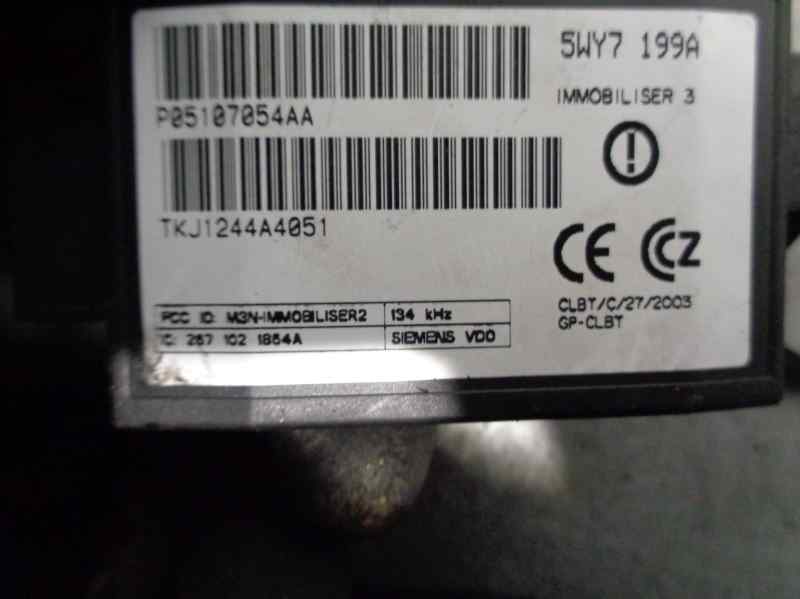 5WY7 199A
P05107054AA
IMMOBILISER 3
TKJ1244A4051
CE CCZ
CLBT/C/27/2003
GP-CLBT
FCC ID: M3N-IMMOBILISER2 134 kHz
IC: 267 102 1864A SIEMENS VDO